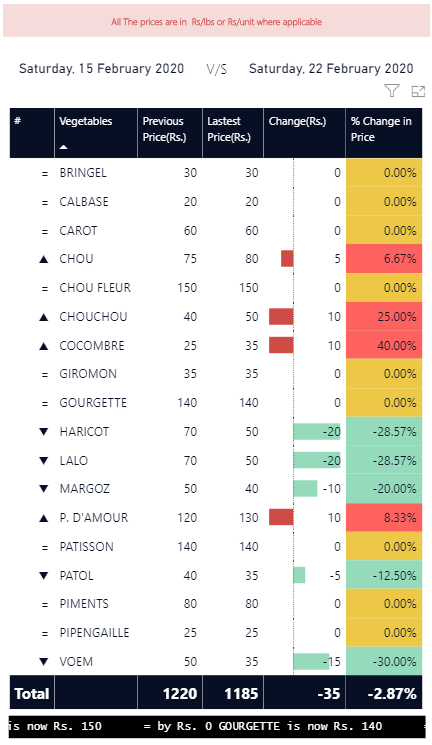 All The prices are in Rs/lbs or Rs/unit where applicable
Saturday, 15 February 2020 V/S Saturday, 22 February 2020
# Vegetables Previous Price(Rs.) Lastest Price(Rs.) Change(Rs.) % Change in Price
= BRINGEL 30 30 0 0.00%
= CALBASE 20 20 0 0.00%
= CAROT 60 60 0 0.00%
▲ CHOU 75 80 5 6.67%
= CHOU FLEUR 150 150 0 0.00%
▲ CHOUCHOU 40 50 10 25.00%
▲ COCOMBRE 25 35 10 40.00%
= GIROMON 35 35 0 0.00%
= GOURGETTE 140 140 0 0.00%
▼ HARICOT 70 50 -20 -28.57%
▼ LALO 70 50 -20 -28.57%
▼ MARGOZ 50 40 -10 -20.00%
▲ P. D'AMOUR 120 130 10 8.33%
= PATISSON 140 140 0 0.00%
▼ PATOL 40 35 -5 -12.50%
= PIMENTS 80 80 0 0.00%
= PIPENGAILLE 25 25 0 0.00%
▼ VOEM 50 35 -15 -30.00%
Total 1220 1185 -35 -2.87%
is now Rs. 150 = by Rs. 0 GOURGETTE is now Rs. 140 =